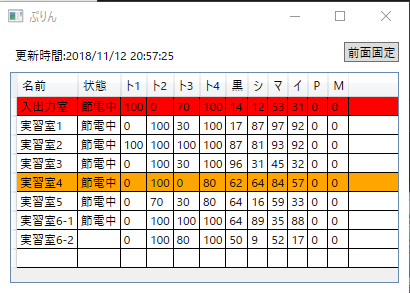 ぷりん
更新時間:2018/11/12 20:57:25
前面固定
名前 状態 ト1 ト2 ト3 ト4 黒 シ マ イ P M
入出力室 節電中 100 0 70 100 14 12 53 31 0 0
実習室1 節電中 0 100 30 100 17 87 97 92 0 0
実習室2 節電中 100 100 100 100 87 81 93 92 0 0
実習室3 節電中 0 100 30 100 96 31 45 32 0 0
実習室4 節電中 0 100 0 80 62 64 84 57 0 0
実習室5 節電中 0 70 30 80 64 16 59 33 0 0
実習室6-1 節電中 0 100 100 100 64 89 35 88 0 0
実習室6-2 0 100 80 100 50 9 52 17 0 0